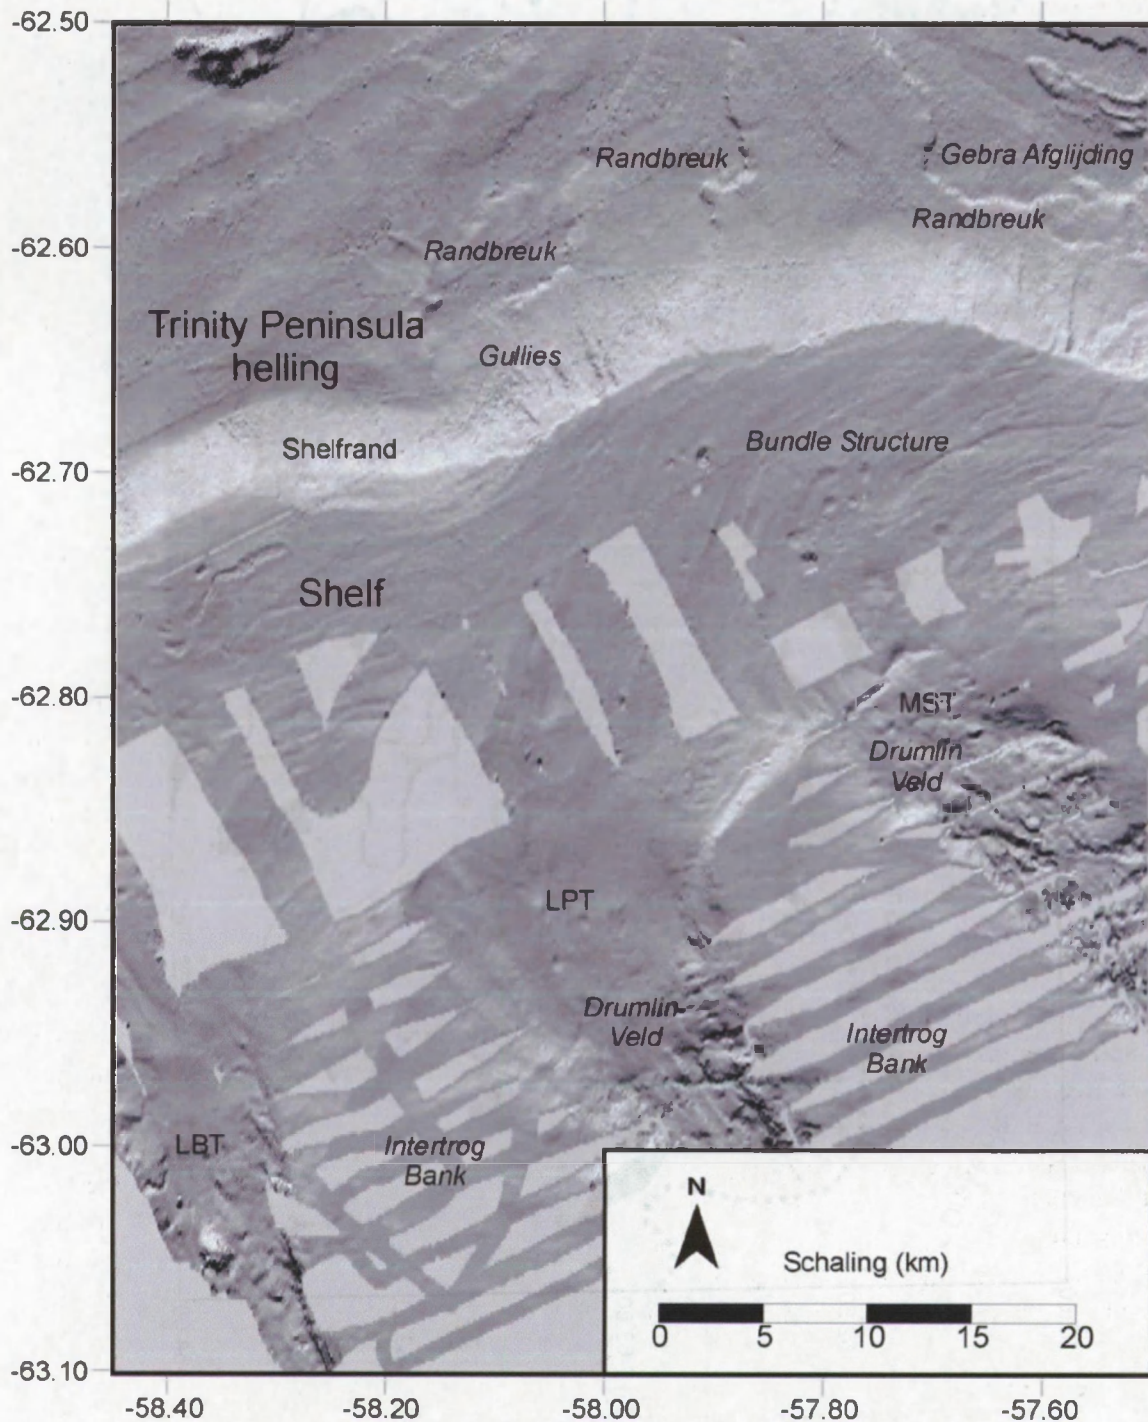 -62.50
-62.60
-62.70
-62.80
-62.90
-63.00
-63.10
Randbreuk
Gebra Afglijding
Randbreuk
Randbreuk
Trinity Peninsula
helling
Gullies
Shelfrand
Bundle Structure
Shelf
MST
Drumlin
Veld
LPT
Drumlin
Veld
Intertrog
Bank
LBT
Intertrog
Bank
N
Schaling (km)
0 5 10 15 20
-58.40 -58.20 -58.00 -57.80 -57.60